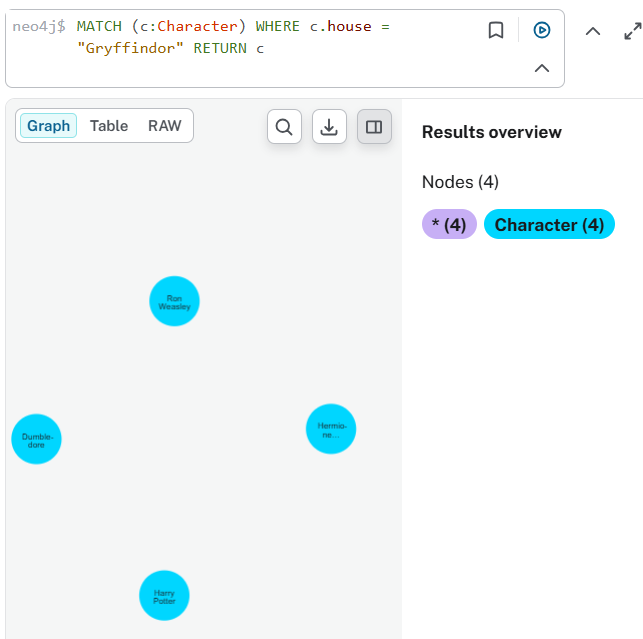 neo4j$ MATCH (c:Character) WHERE c.house =
"Gryffindor" RETURN c
Graph Table RAW
Results overview
Nodes (4)
* (4) Character (4)
Ron
Weasley
Dumble-
dore
Hermio-
ne...
Harry
Potter